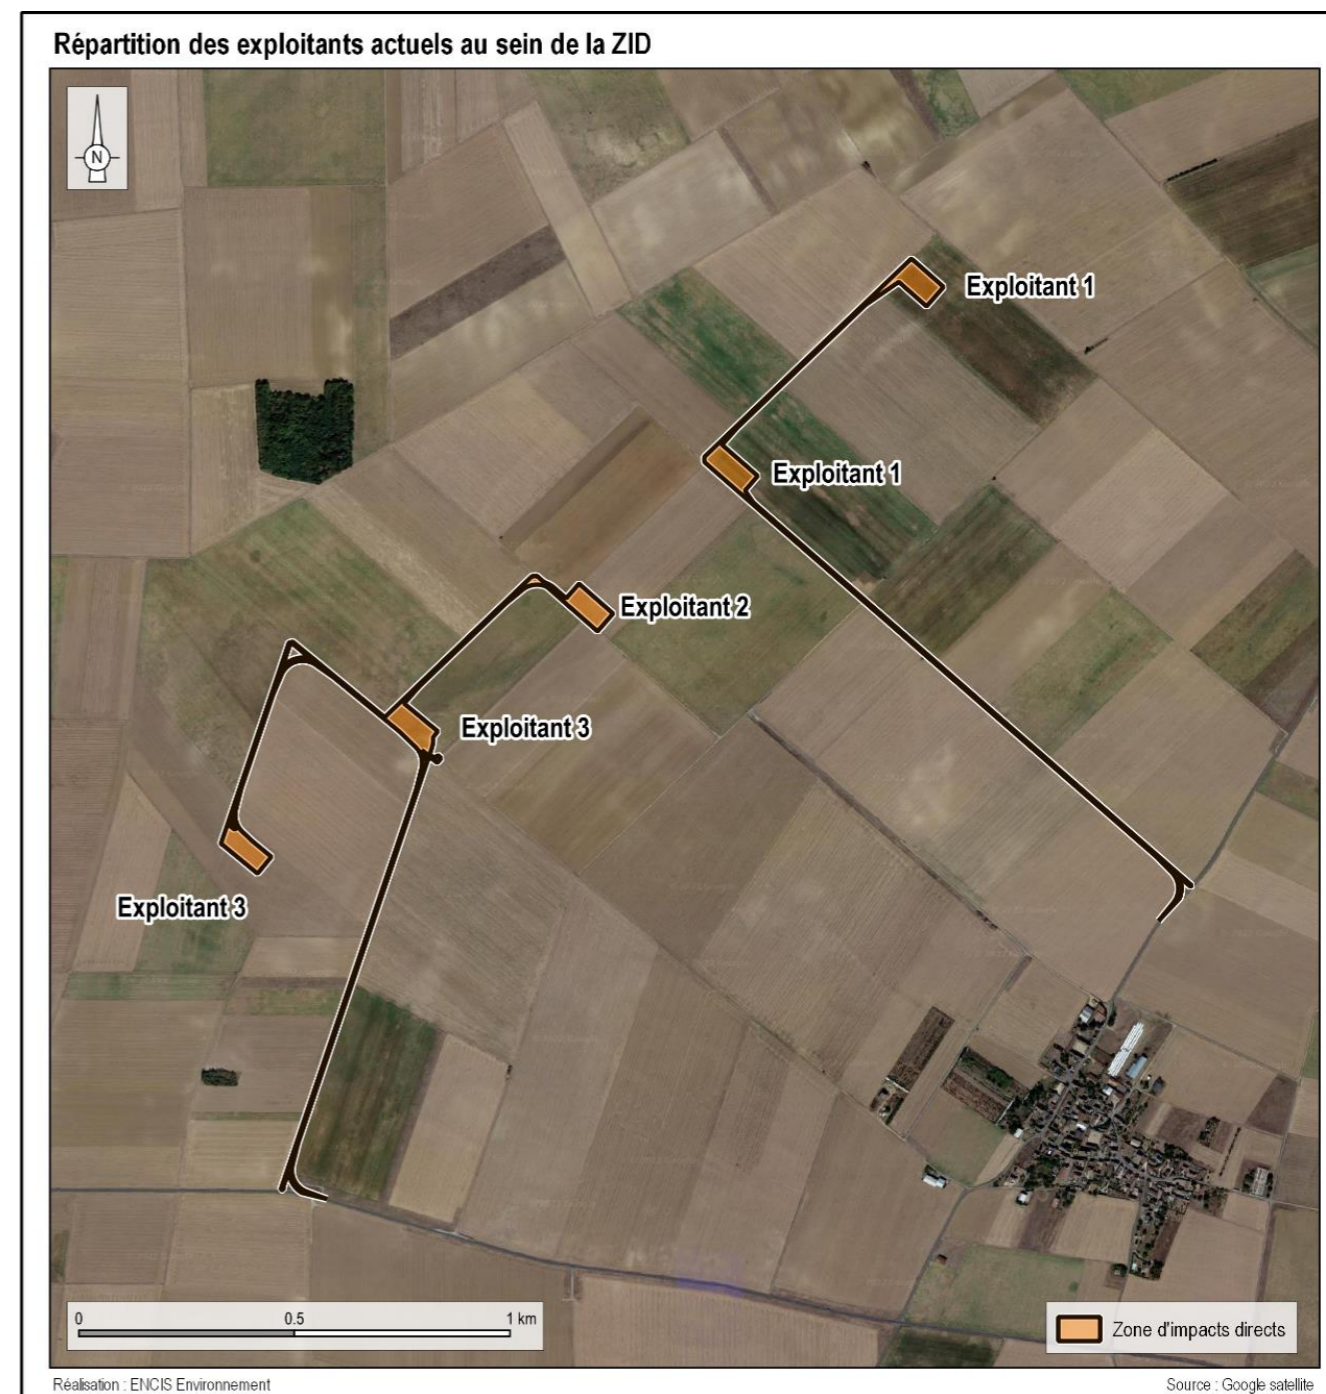 Répartition des exploitants actuels au sein de la ZID
N
Exploitant 1
Exploitant 1
Exploitant 2
Exploitant 3
Exploitant 3
0 0.5 1 km
Zone d'impacts directs
Réalisation : ENCIS Environnement
Source : Google satellite